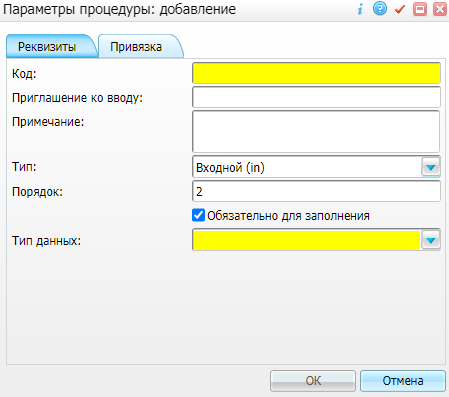 Параметры процедуры: добавление
Реквизиты
Привязка
Код:
Приглашение ко вводу:
Примечание:
Тип:
Входной (in)
Порядок:
2
Обязательно для заполнения
Тип данных:
OK
Отмена